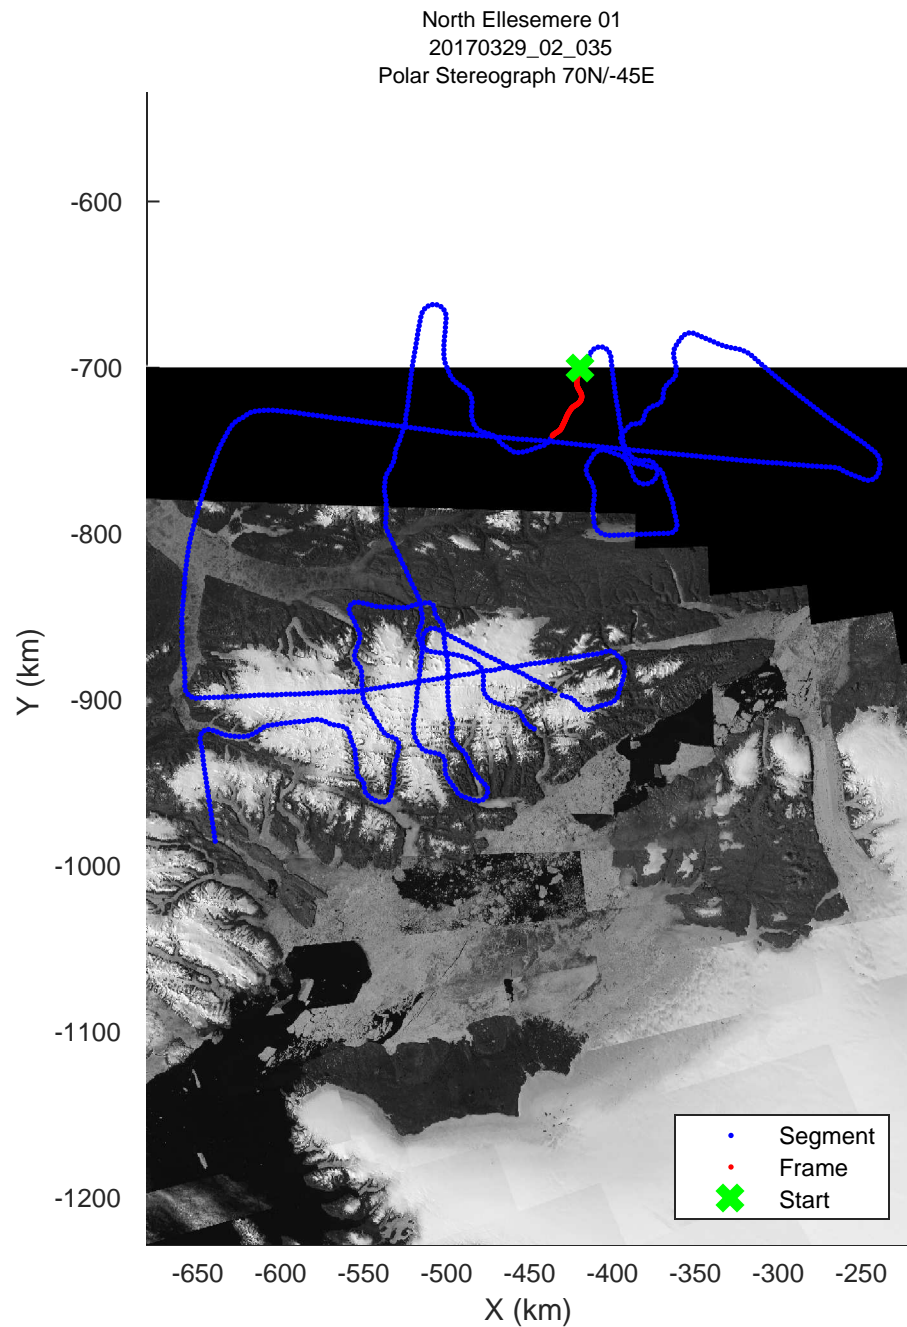 North Ellesemere 01
20170329_02_035
Polar Stereograph 70N/-45E
-600
-700
-800
-900
-1000
-1100
-1200
Y (km)
Segment
Frame
Start
-650 -600 -550 -500 -450 -400 -350 -300 -250
X (km)